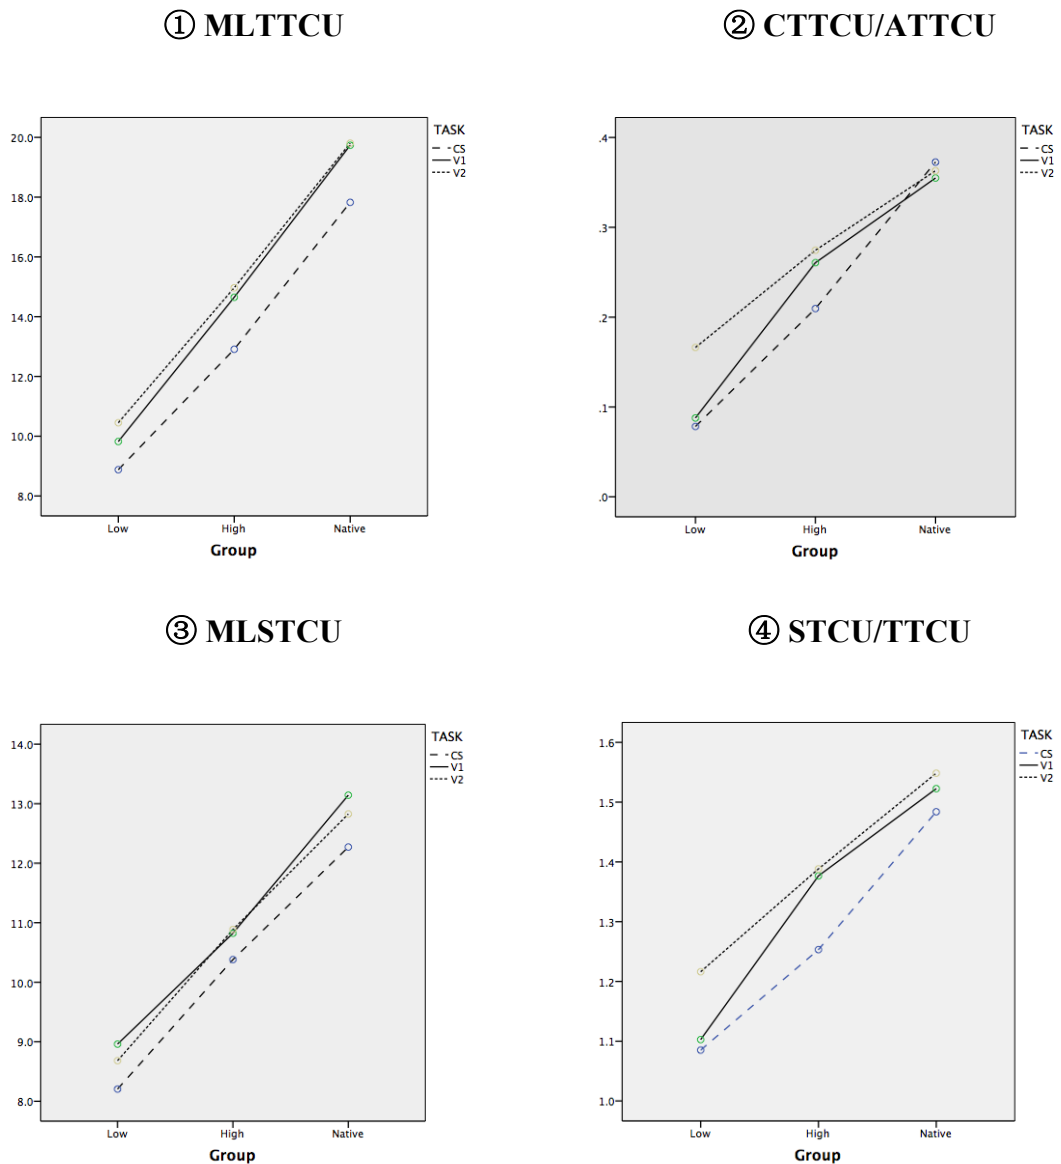 ① MLTTCU
20.0
18.0
16.0
14.0
12.0
10.0
8.0
Low High Native
Group
TASK
CS
V1
V2
② CTTCU/ATTCU
.4
.3
.2
.1
.0
Low High Native
Group
TASK
CS
V1
V2
③ MLSTCU
14.0
13.0
12.0
11.0
10.0
9.0
8.0
Low High Native
Group
TASK
CS
V1
V2
④ STCU/TTCU
1.6
1.5
1.4
1.3
1.2
1.1
1.0
Low High Native
Group
TASK
CS
V1
V2